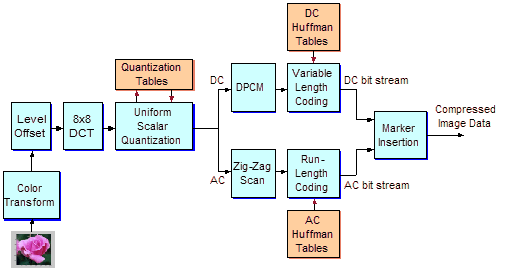 DC
Huffman
Tables
Quantization
Tables
DC
DPCM
Variable
Length
Coding
DC bit stream
Level
Offset
8x8
DCT
Uniform
Scalar
Quantization
Marker
Insertion
Compressed
Image Data
Color
Transform
AC
Zig-Zag
Scan
Run-
Length
Coding
AC bit stream
AC
Huffman
Tables